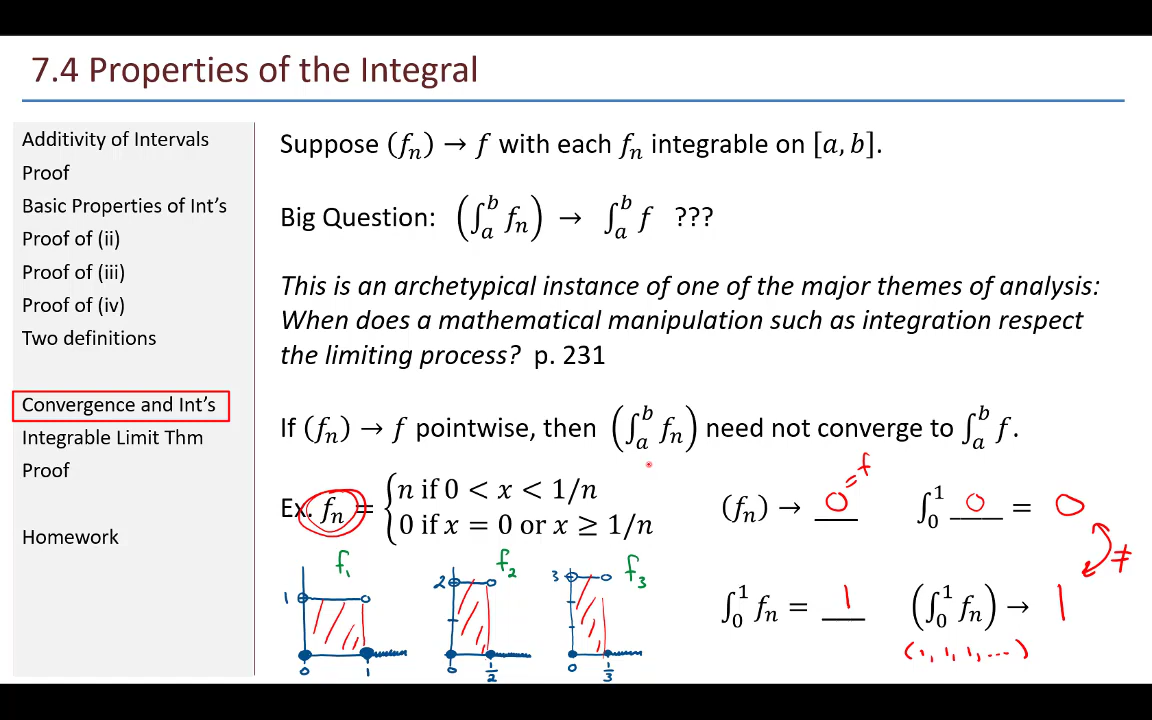 7.4 Properties of the Integral
Additivity of Intervals
Proof
Basic Properties of Int's
Proof of (ii)
Proof of (iii)
Proof of (iv)
Two definitions
Convergence and Int's
Integrable Limit Thm
Proof
Homework
Suppose (fₙ) → f with each fₙ integrable on [a, b].
Big Question: (∫ₐᵇ fₙ) → ∫ₐᵇ f ???
This is an archetypical instance of one of the major themes of analysis:
When does a mathematical manipulation such as integration respect
the limiting process? p. 231
If (fₙ) → f pointwise, then (∫ₐᵇ fₙ) need not converge to ∫ₐᵇ f.
Ex. fₙ = {n if 0 < x < 1/n
0 if x = 0 or x ≥ 1/n
(fₙ) → 0 = f
∫₀¹ 0 = 0
≠
∫₀¹ fₙ = 1
(∫₀¹ fₙ) → 1
(1, 1, 1, ...)
f₁
1
0 1
f₂
2
0 1/2
f₃
3
0 1/3